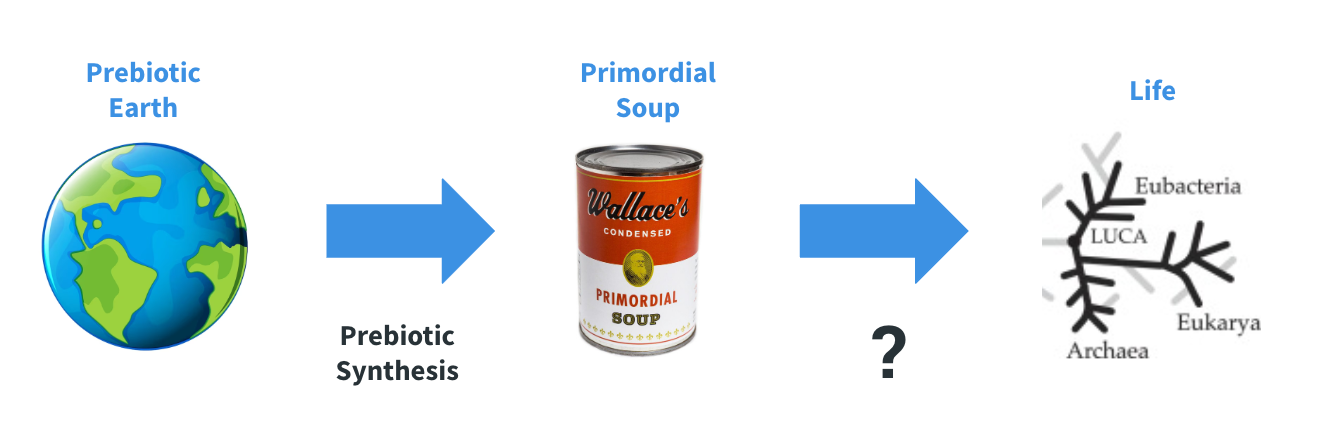 Prebiotic
Earth
Prebiotic
Synthesis
Primordial
Soup
Wallace's
CONDENSED
PRIMORDIAL
SOUP
?
Life
Eubacteria
LUCA
Eukarya
Archaea